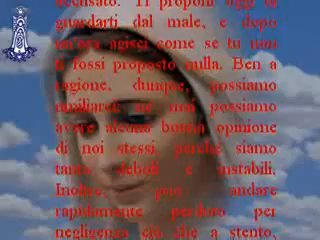 accusato. Ti proponi oggi di
guardarti dal male, e dopo
un'ora agisci come se tu non
ti fossi proposto nulla. Ben a
ragione, dunque, possiamo
umiliarci; né mai possiamo
avere alcuna buona opinione
di noi stessi, perché siamo
tanto deboli e instabili.
Inoltre, può andare
rapidamente perduto per
negligenza ciò che a stento,